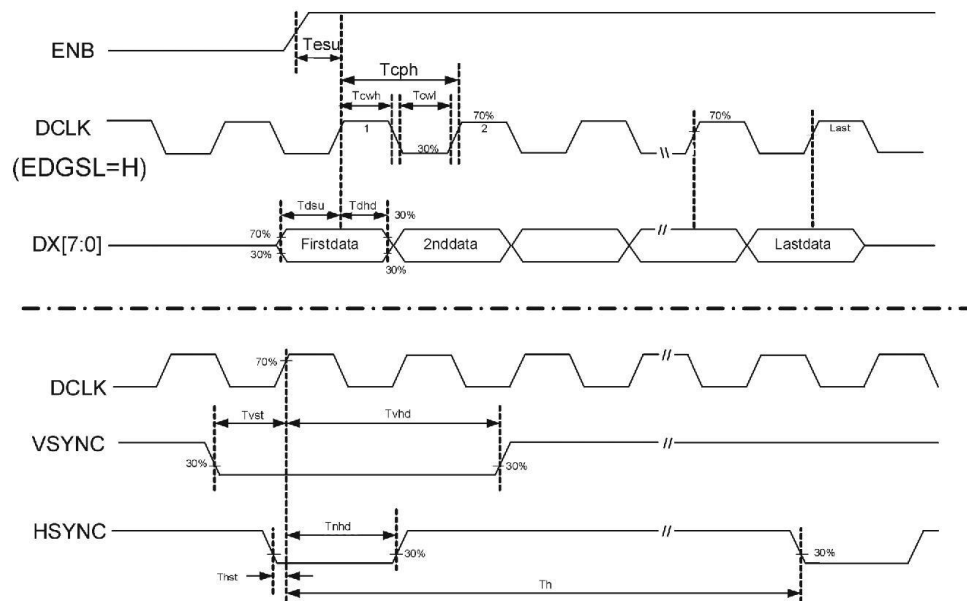 ENB
Tesu
Tcph
Tcwh
Tcwl
DCLK
1
30%
70%
2
70%
Last
(EDGSL=H)
Tdsu
Tdhd
30%
DX[7:0]
70%
30%
Firstdata
30%
2nddata
//
Lastdata
DCLK
70%
//
Tvst
Tvhd
VSYNC
30%
30%
//
HSYNC
Tnhd
30%
//
30%
Thst
Th